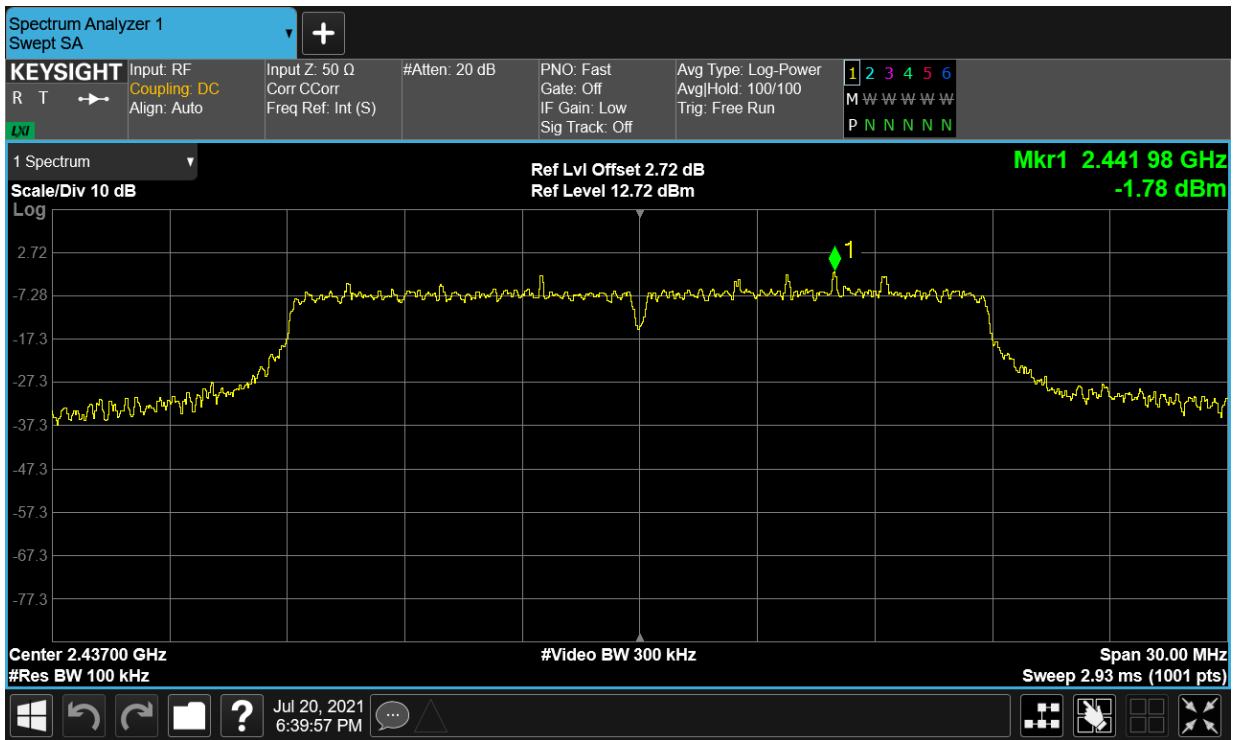 Spectrum Analyzer 1
Swept SA
KEYSIGHT
R T
LXI
Input: RF
Coupling: DC
Align: Auto
Input Z: 50 Ω
Corr CCorr
Freq Ref: Int (S)
#Atten: 20 dB
PNO: Fast
Gate: Off
IF Gain: Low
Sig Track: Off
Avg Type: Log-Power
Avg|Hold: 100/100
Trig: Free Run
1 2 3 4 5 6
M W W W W W
P N N N N N
1 Spectrum
Scale/Div 10 dB
Log
Ref Lvl Offset 2.72 dB
Ref Level 12.72 dBm
Mkr1 2.441 98 GHz
-1.78 dBm
1
2.72
-7.28
-17.3
-27.3
-37.3
-47.3
-57.3
-67.3
-77.3
Center 2.43700 GHz
#Res BW 100 kHz
#Video BW 300 kHz
Span 30.00 MHz
Sweep 2.93 ms (1001 pts)
?
Jul 20, 2021
6:39:57 PM